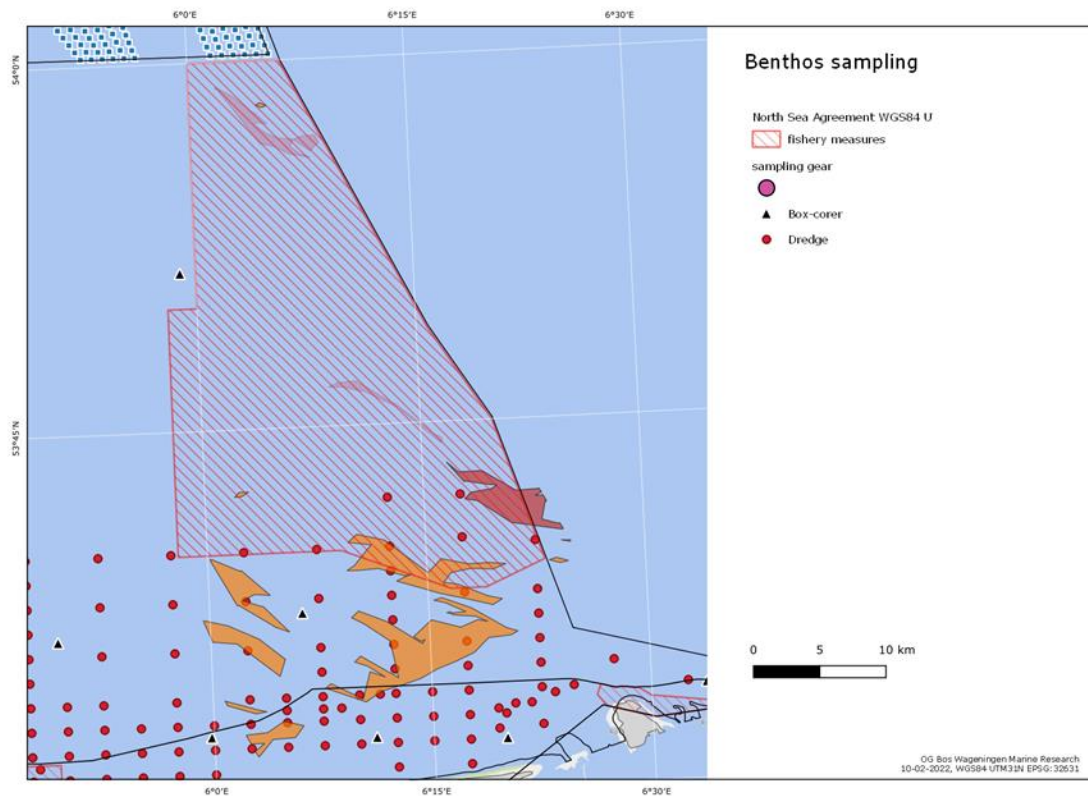 6°0'E 6°15'E 6°30'E
54°0'N
53°45'N
6°0'E 6°15'E 6°30'E
Benthos sampling
North Sea Agreement WGS84 U
fishery measures
sampling gear
Box-corer
Dredge
0 5 10 km
OG Bos Wageningen Marine Research
10-02-2022, WGS84 UTM31N EPSG: 32631